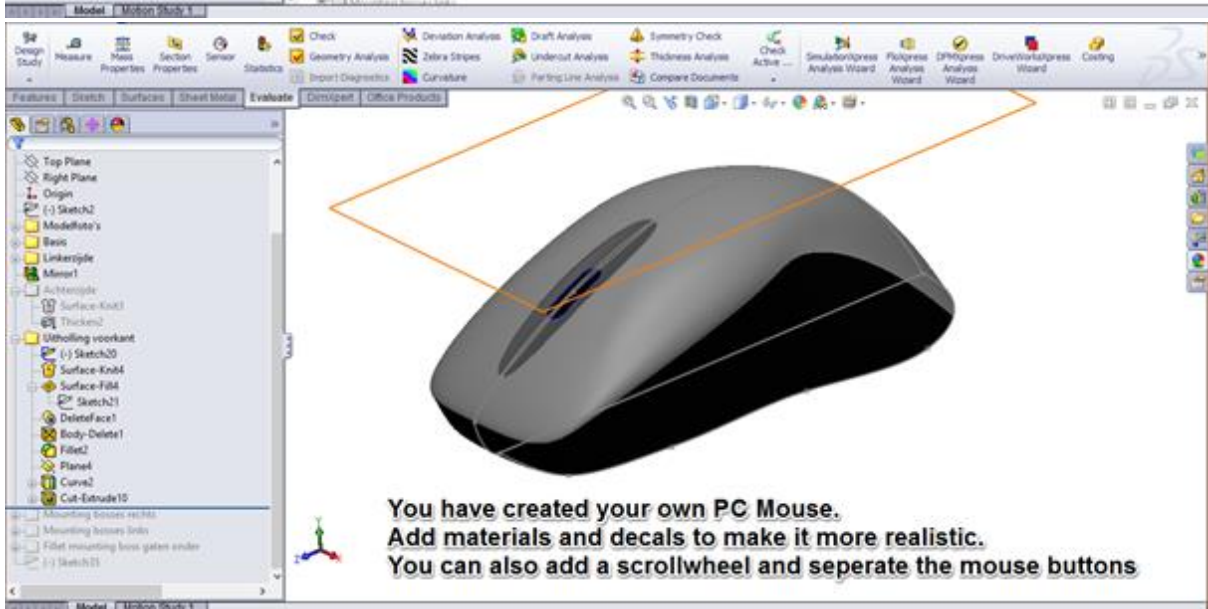 Model Motion Study 1
Design Study
Measure
Mass Properties
Section Properties
Sensor
Statistics
Check
Geometry Analysis
Import Diagnostics
Deviation Analysis
Zebra Stripes
Curvature
Draft Analysis
Undercut Analysis
Parting Line Analysis
Symmetry Check
Thickness Analysis
Compare Documents
Check Active ...
SimulationXpress Analysis Wizard
FloXpress Analysis Wizard
DFMXpress Analysis Wizard
DriveWorksXpress Wizard
Costing
Features Sketch Surfaces Sheet Metal Evaluate DimXpert Office Products
Top Plane
Right Plane
Origin
(-) Sketch2
Modelfoto's
Basis
Linkerzijde
Mirror1
Achterzijde
Surface-Knit3
Thicken2
Uitholling voorkant
(-) Sketch20
Surface-Knit4
Surface-Fill4
Sketch21
DeleteFace1
Body-Delete1
Fillet2
Plane4
Curve2
Cut-Extrude10
Mounting bosses rechts
Mounting bosses links
Fillet mounting boss gaten onder
(-) Sketch35
You have created your own PC Mouse.
Add materials and decals to make it more realistic.
You can also add a scrollwheel and seperate the mouse buttons
Model Motion Study 1